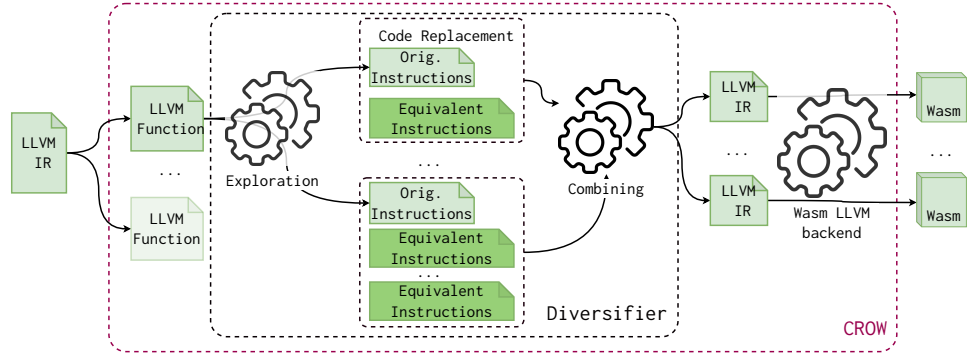 LLVM
IR
LLVM
Function
...
LLVM
Function
Exploration
Code Replacement
Orig.
Instructions
Equivalent
Instructions
...
Orig.
Instructions
Equivalent
Instructions
...
Equivalent
Instructions
Combining
Diversifier
LLVM
IR
...
LLVM
IR
Wasm LLVM
backend
Wasm
...
Wasm
CROW